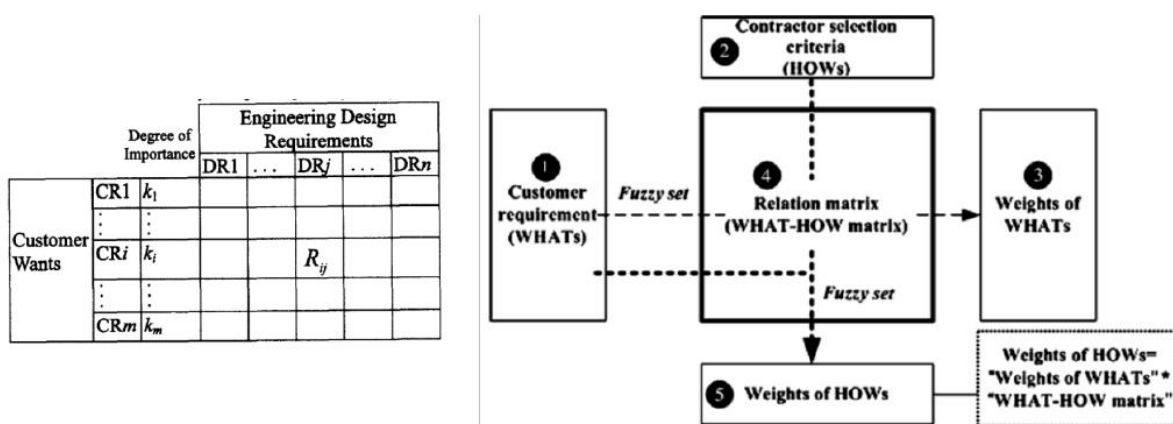 Degree of
Importance
Engineering Design
Requirements
DR1 ... DRj ... DRn
Customer
Wants
CR1 k1
⋮ ⋮
CRi ki Rij
⋮ ⋮
CRm km
2
Contractor selection
criteria
(HOWs)
1
Customer
requirement
(WHATs)
Fuzzy set
4
Relation matrix
(WHAT-HOW matrix)
3
Weights of
WHATs
Fuzzy set
5 Weights of HOWs
Weights of HOWs=
"Weights of WHATs"*
"WHAT-HOW matrix"